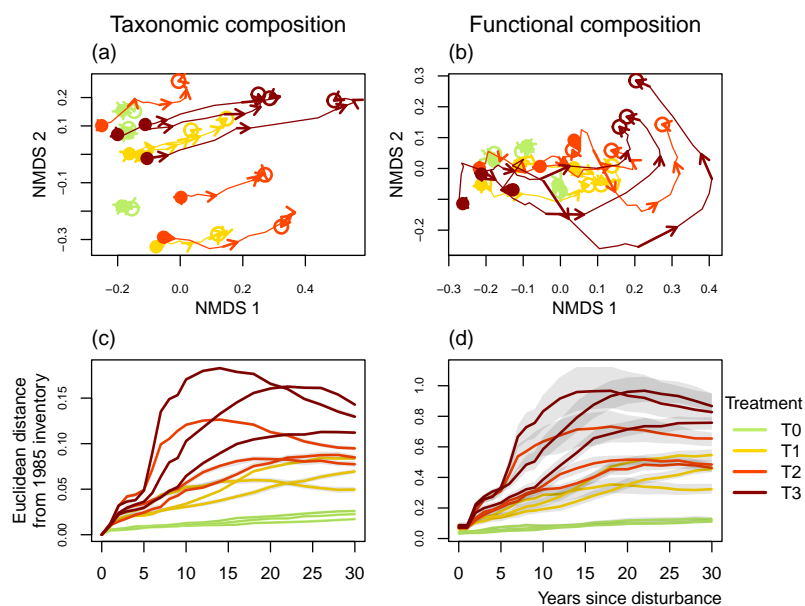 Taxonomic composition
Functional composition
(a)
(b)
NMDS 2
0.2
0.1
−0.1
−0.3
−0.2
0.0
0.2
0.4
NMDS 1
NMDS 2
0.3
0.2
0.1
0.0
−0.2
−0.3
−0.2
−0.1
0.0
0.1
0.2
0.3
0.4
NMDS 1
(c)
(d)
Euclidean distance
from 1985 inventory
0.15
0.10
0.05
0.00
0
5
10
15
20
25
30
1.0
0.8
0.6
0.4
0.2
0.0
0
5
10
15
20
25
30
Years since disturbance
Treatment
T0
T1
T2
T3